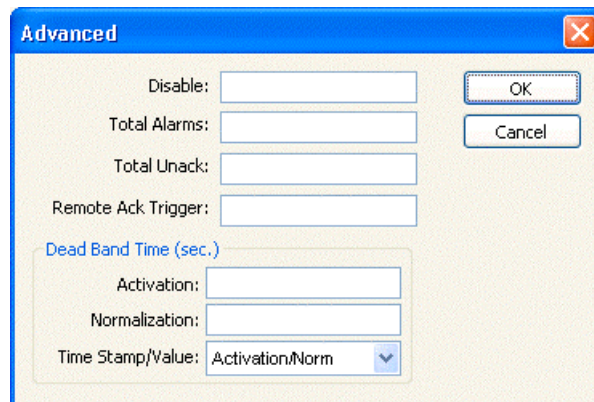 Advanced
Disable:
OK
Total Alarms:
Cancel
Total Unack:
Remote Ack Trigger:
Dead Band Time (sec.)
Activation:
Normalization:
Time Stamp/Value: Activation/Norm